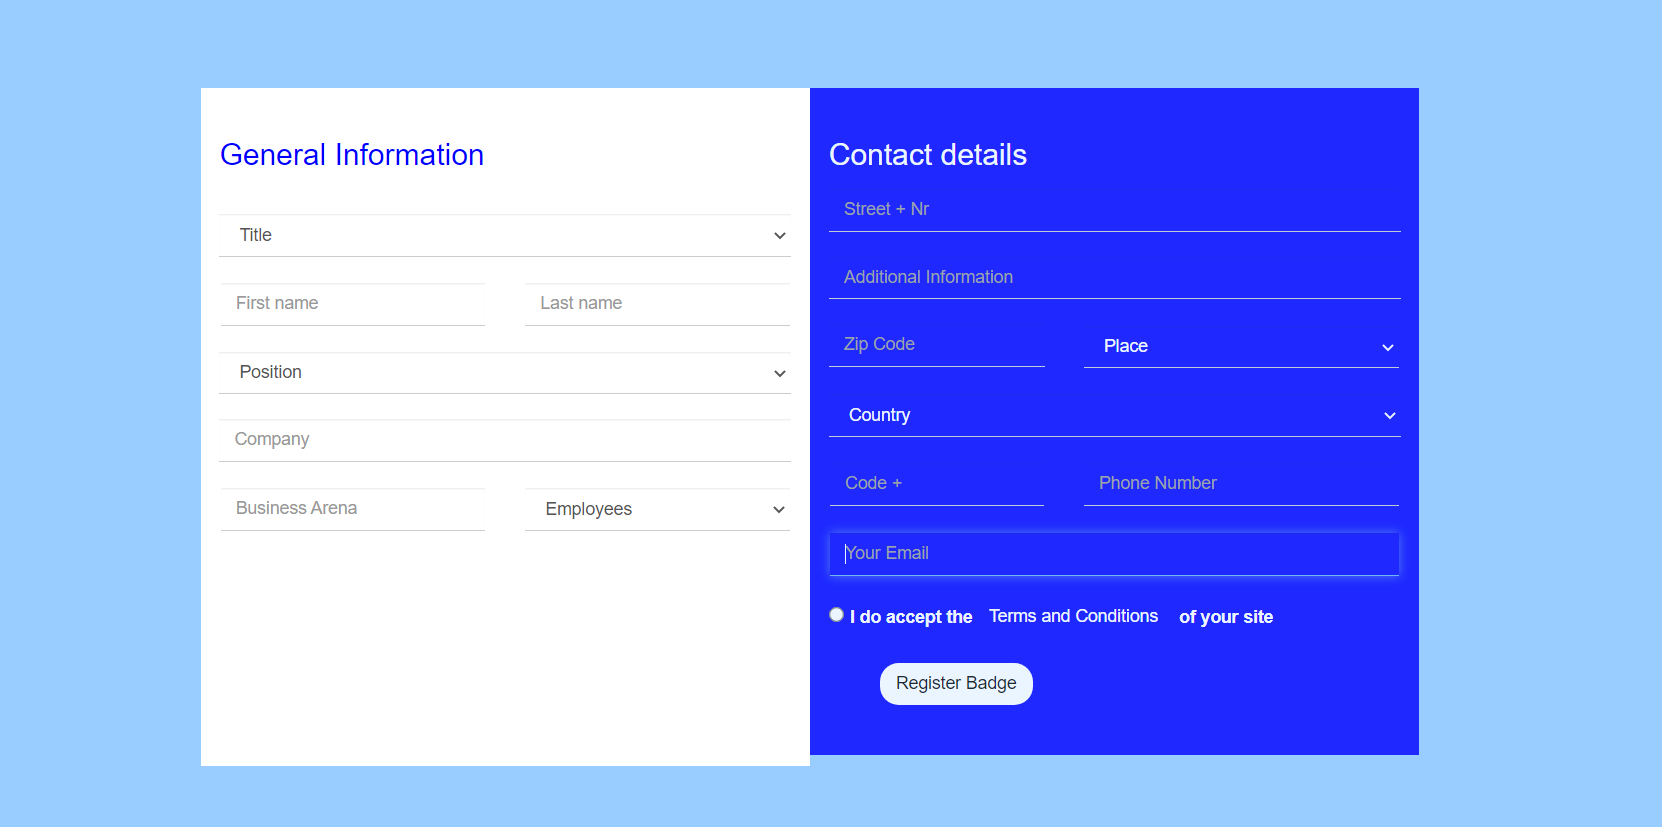 General Information
Title
First name
Last name
Position
Company
Business Arena
Employees
Contact details
Street + Nr
Additional Information
Zip Code
Place
Country
Code +
Phone Number
Your Email
I do accept the Terms and Conditions of your site
Register Badge